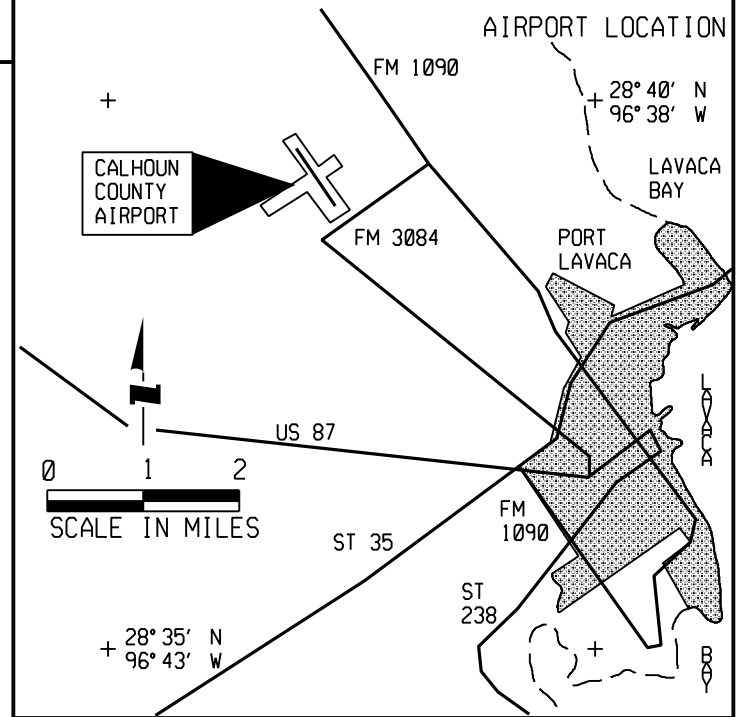 AIRPORT LOCATION
FM 1090
28° 40' N
96° 38' W
CALHOUN
COUNTY
AIRPORT
LAVACA
BAY
FM 3084
PORT
LAVACA
LAVACA
US 87
0 1 2
SCALE IN MILES
FM
1090
ST 35
ST
238
28° 35' N
96° 43' W
BAY